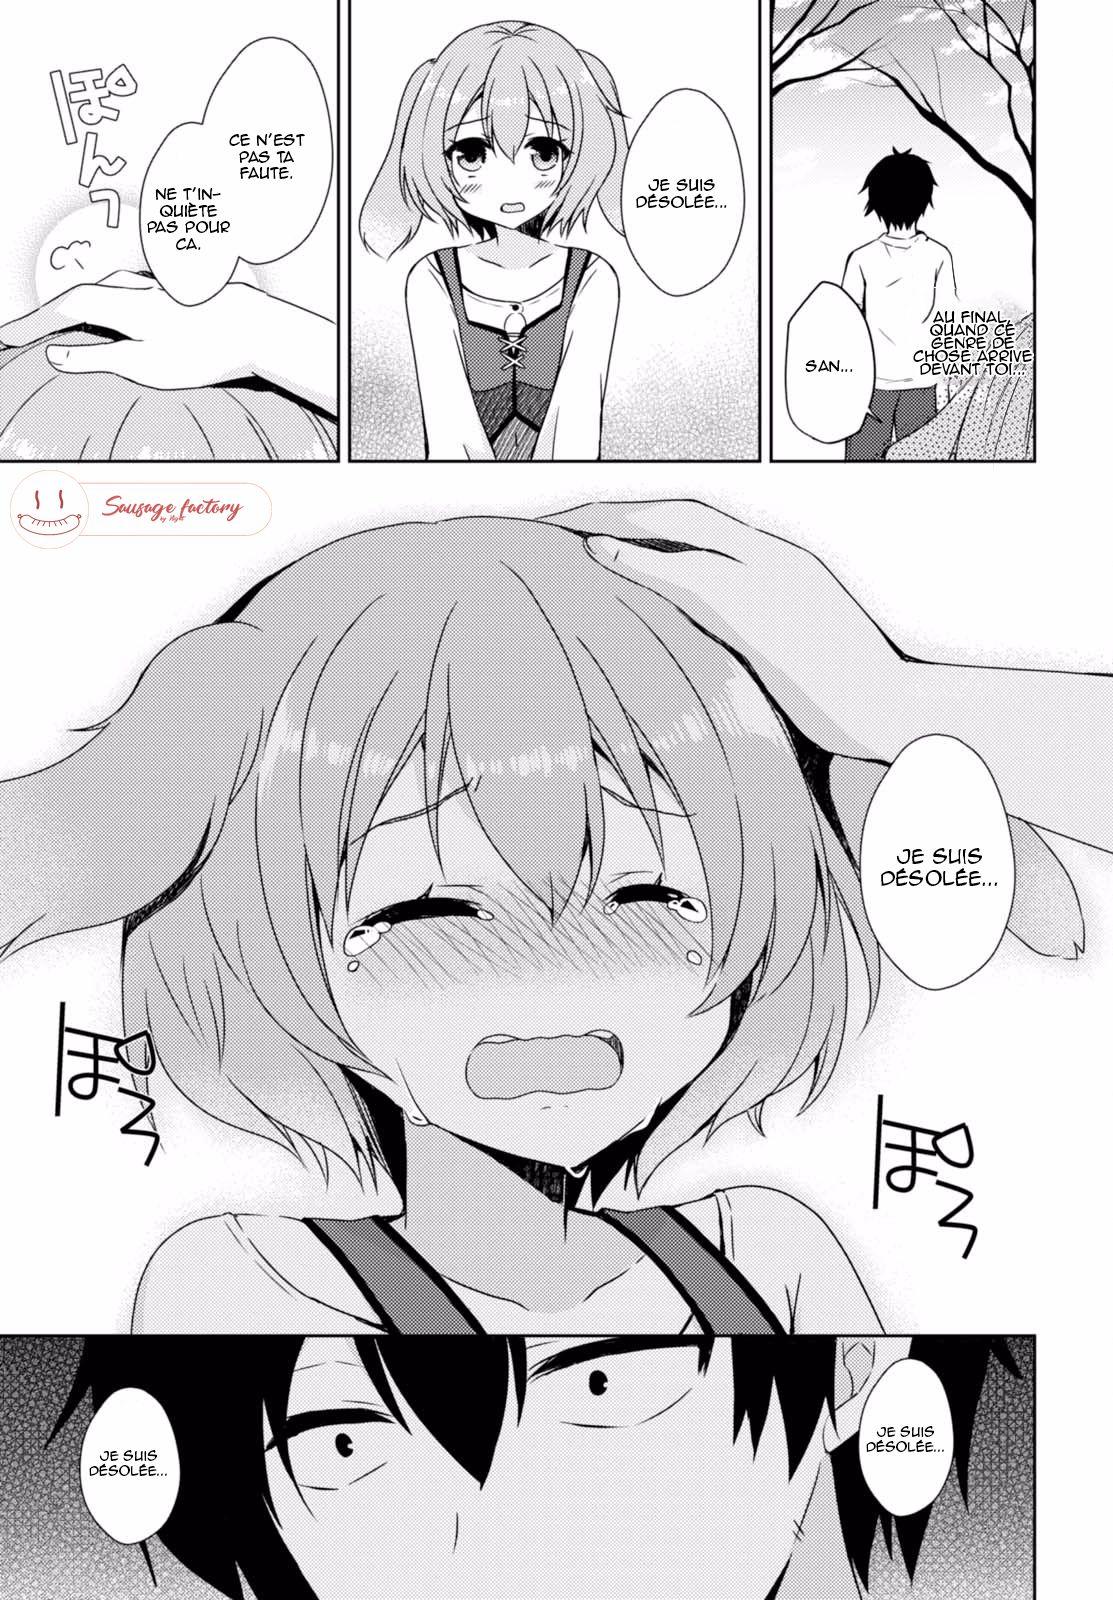 AU FINAL,
QUAND CE
GENRE DE
CHOSE ARRIVE
DEVANT TOI...
SAN...
JE SUIS
DÉSOLÉE...
CE N'EST
PAS TA
FAUTE.
NE T'IN-
QUIÈTE
PAS POUR
ÇA.
ぽんっ
Sausage factory
by Night
JE SUIS
DÉSOLÉE...
ぽろ
ぽろ
JE SUIS
DÉSOLÉE...
JE SUIS
DÉSOLÉE...